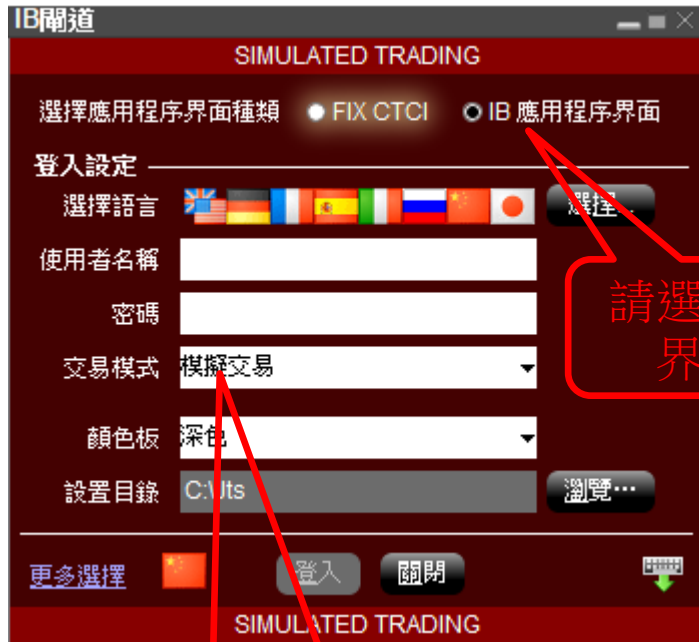 IB閘道
SIMULATED TRADING
選擇應用程序界面種類 FIX CTCI IB 應用程序界面
登入設定
選擇語言 選擇...
使用者名稱
密碼
請選
界
交易模式 模擬交易
顏色板 深色
設置目錄 C:\Jts 瀏覽…
更多選擇 登入 關閉
SIMULATED TRADING